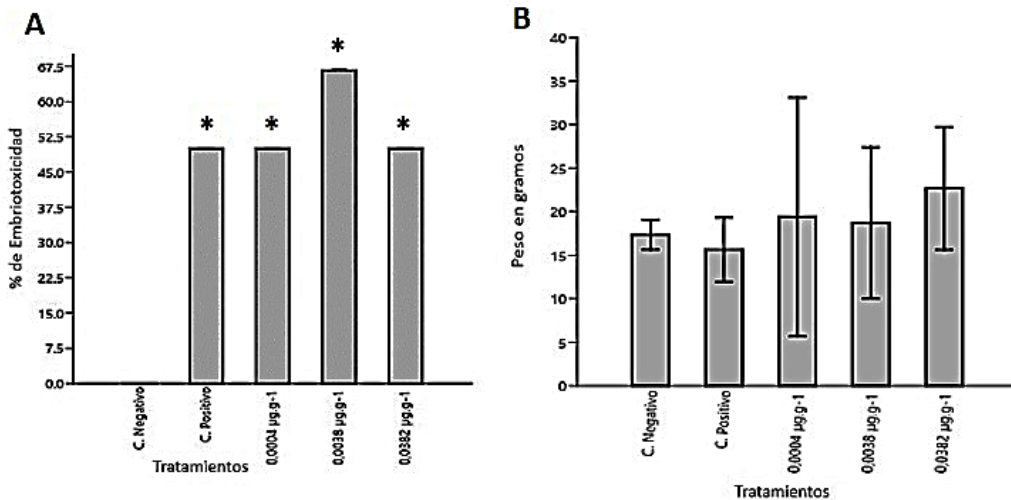 A
% de Embriotoxicidad
67.5
60.0
52.5
45.0
37.5
30.0
22.5
15.0
7.5
0.0
*
*
*
*
C. Negativo
C. Positivo
0,0004 µg.g-1
0,0038 µg.g-1
0,0382 µg.g-1
Tratamientos
B
Peso en gramos
40
35
30
25
20
15
10
5
0
C. Negativo
C. Positivo
0,0004 µg.g-1
0,0038 µg.g-1
0,0382 µg.g-1
Tratamientos